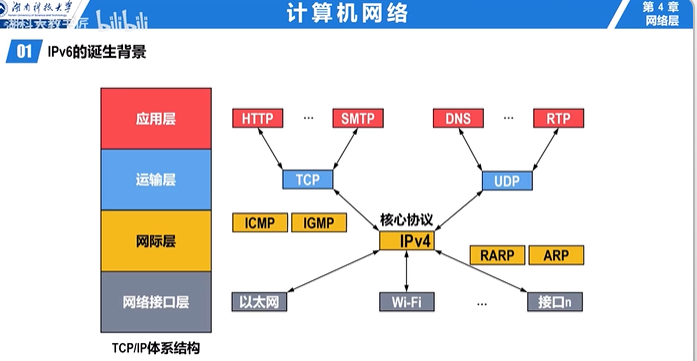 湖南科技大学
计算机网络
第 4 章
网络层
bilibili
01 IPv6的诞生背景
应用层
HTTP ... SMTP
DNS ... RTP
运输层
TCP
UDP
网际层
ICMP IGMP
核心协议
IPv4
RARP ARP
网络接口层
以太网
Wi-Fi
...
接口n
TCP/IP体系结构